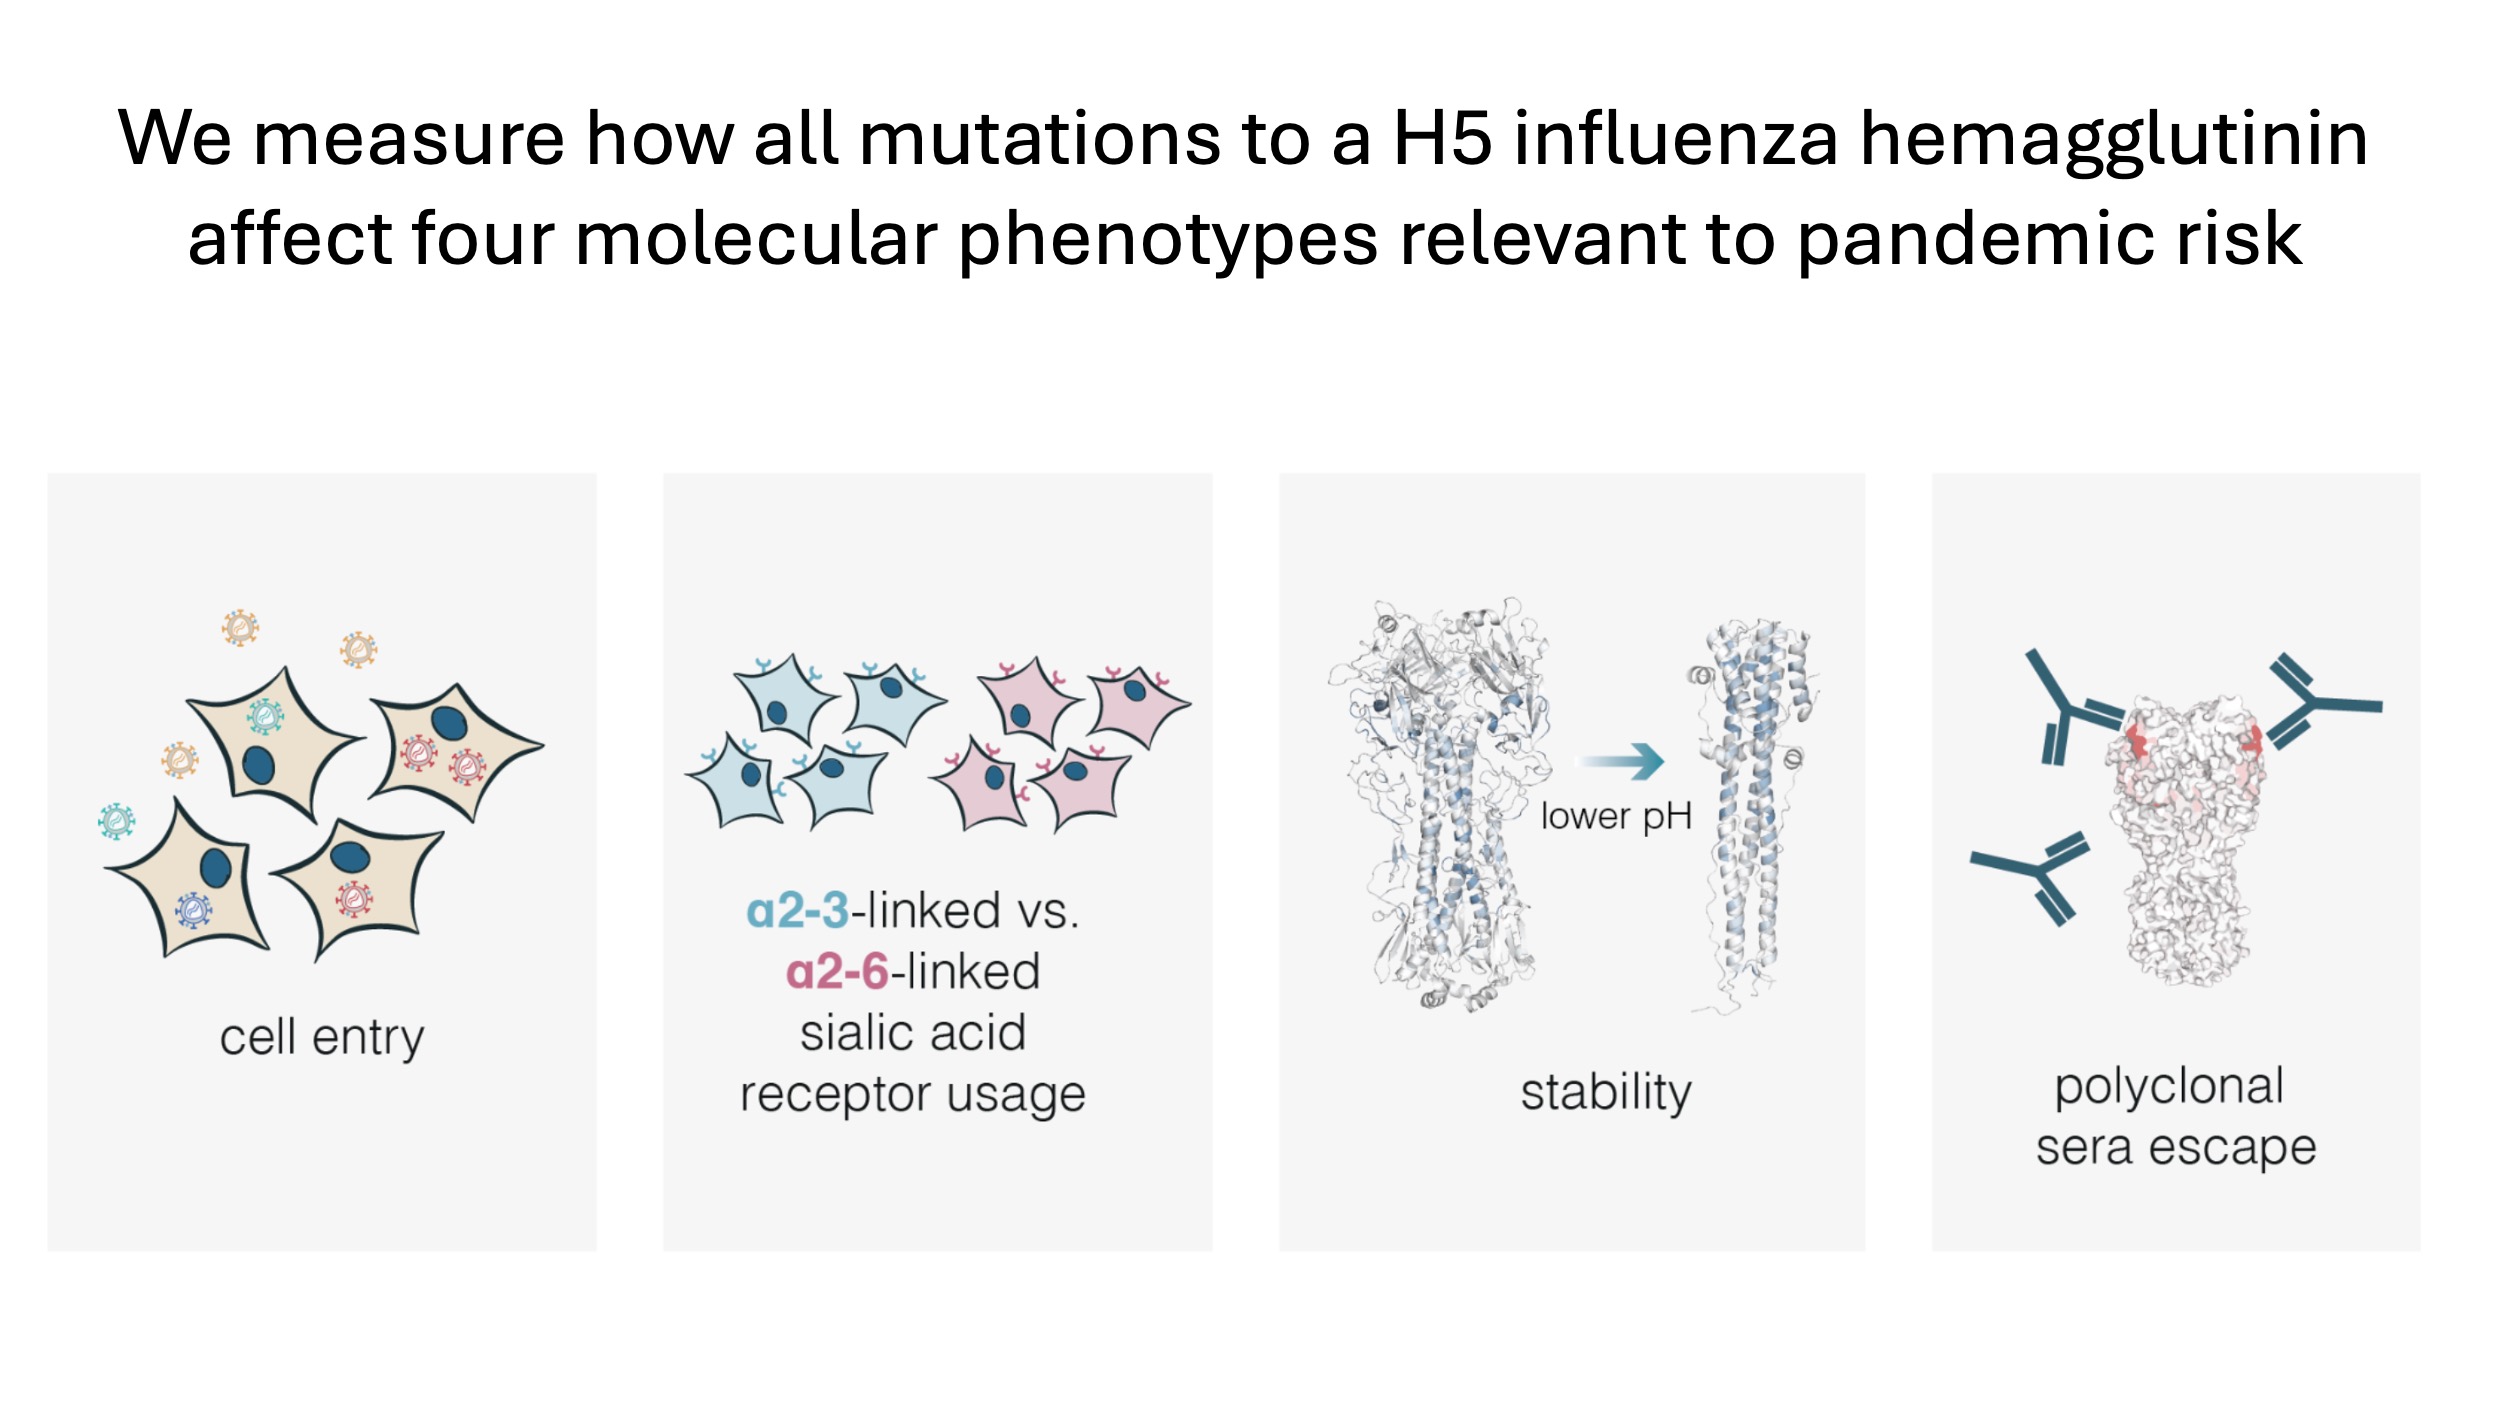 We measure how all mutations to a H5 influenza hemagglutinin
affect four molecular phenotypes relevant to pandemic risk
cell entry
α2-3-linked vs.
α2-6-linked
sialic acid
receptor usage
lower pH
stability
polyclonal
sera escape